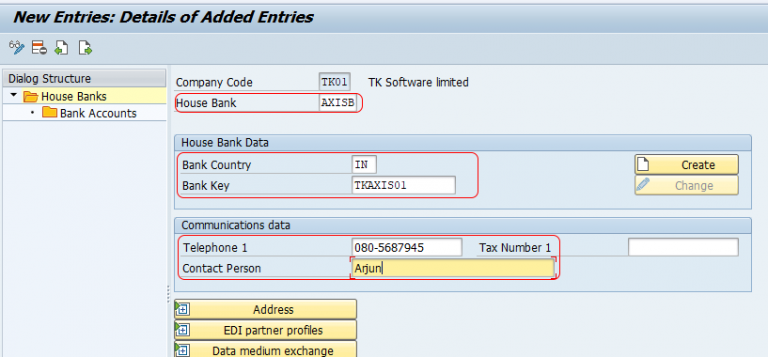 New Entries: Details of Added Entries
Dialog Structure
House Banks
Bank Accounts
Company Code TK01 TK Software limited
House Bank AXISB
House Bank Data
Bank Country IN Create
Bank Key TKAXIS01 Change
Communications data
Telephone 1 080-5687945 Tax Number 1
Contact Person Arjun
Address
EDI partner profiles
Data medium exchange